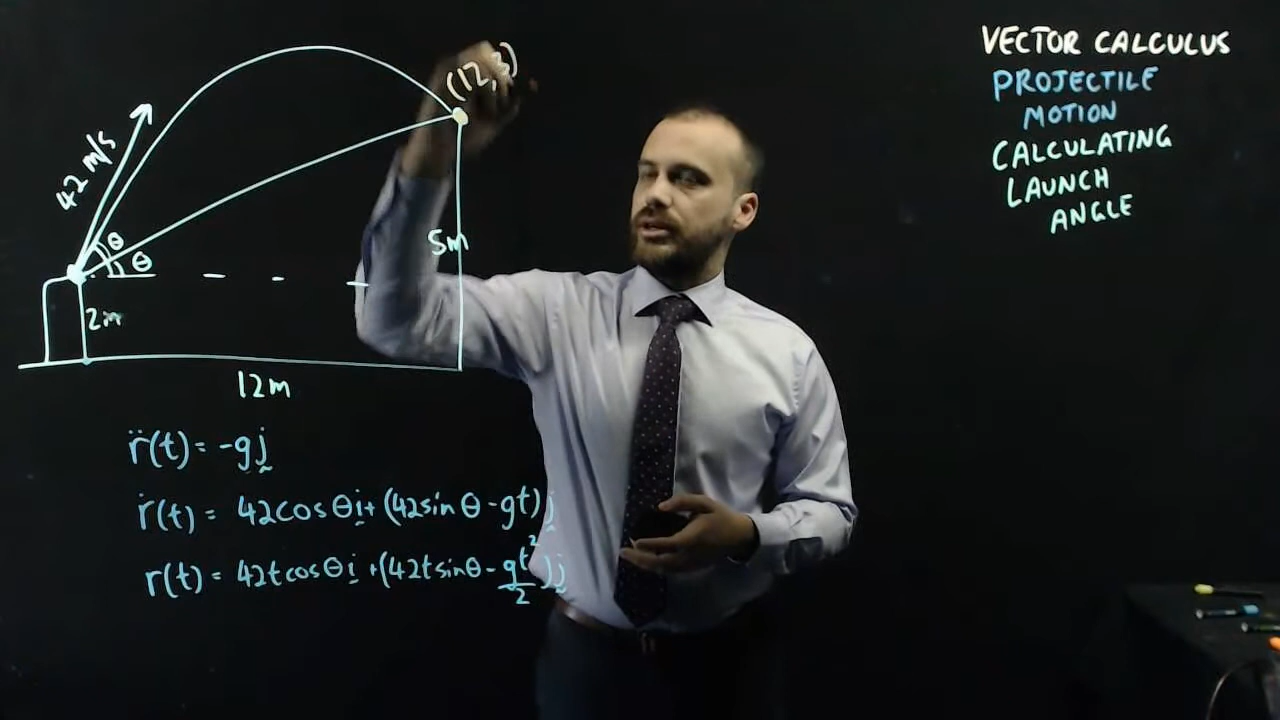 VECTOR CALCULUS
PROJECTILE
MOTION
CALCULATING
LAUNCH
ANGLE
(12,3)
42 m/s
θ
θ
5m
2m
12m
r̈(t) = -gj
ṙ(t) = 42cosθi + (42sinθ - gt)j
r(t) = 42tcosθi + (42tsinθ - gt²/2)j